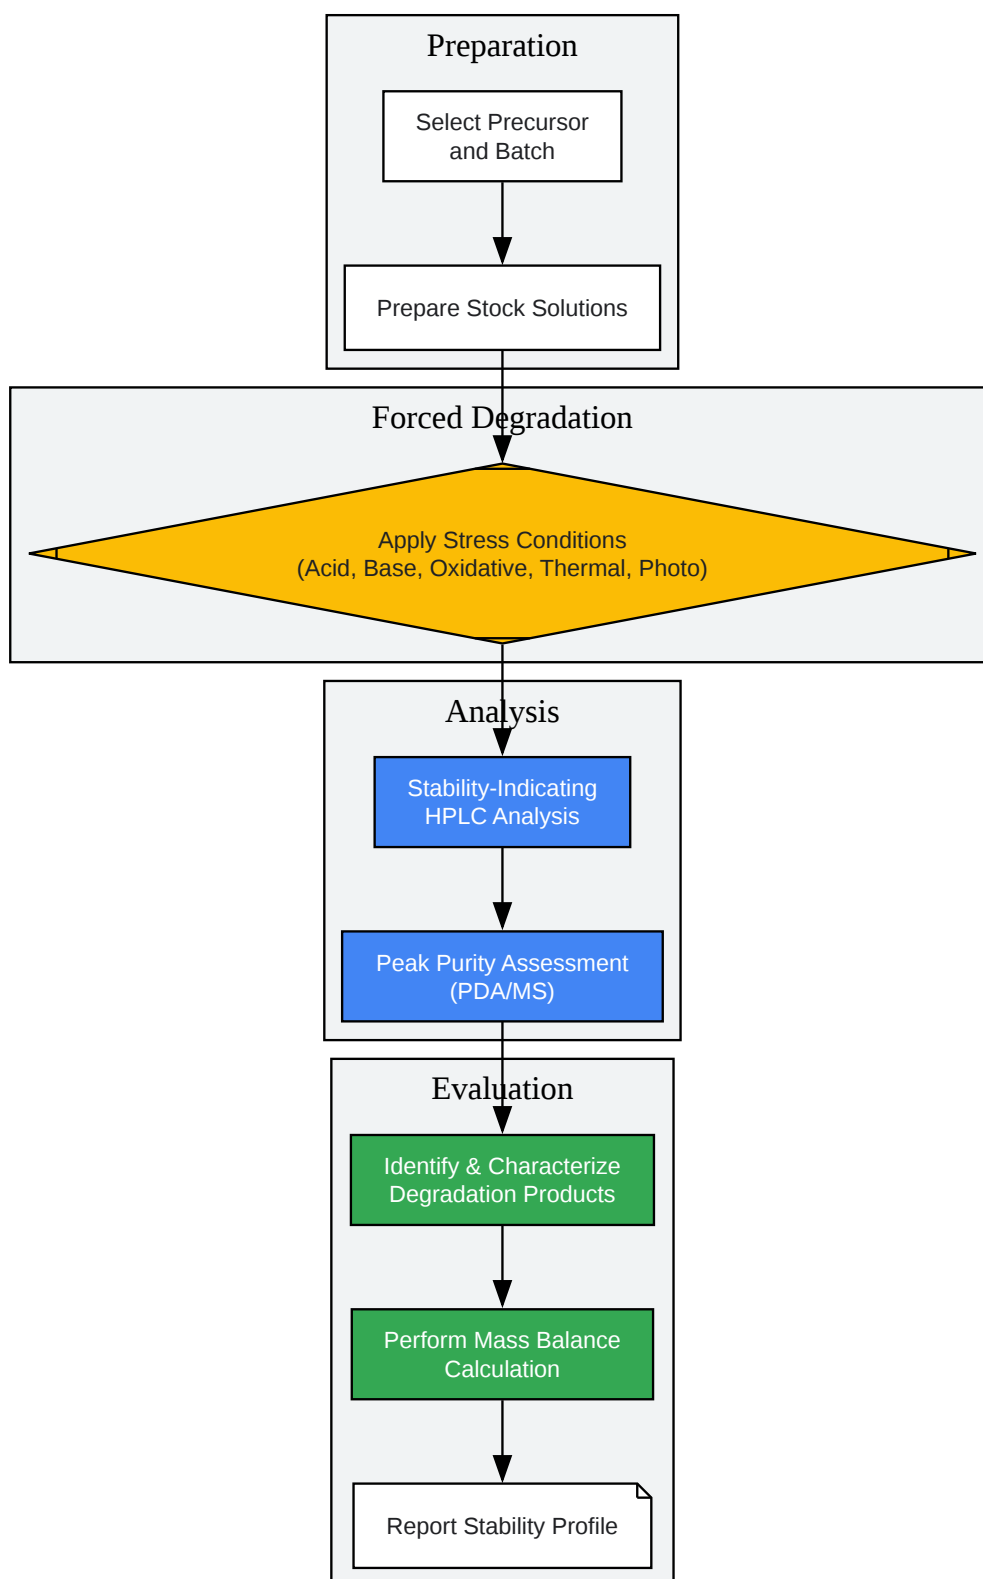 Preparation
Select Precursor
and Batch
Prepare Stock Solutions
Forced Degradation
Apply Stress Conditions
(Acid, Base, Oxidative, Thermal, Photo)
Analysis
Stability-Indicating
HPLC Analysis
Peak Purity Assessment
(PDA/MS)
Evaluation
Identify & Characterize
Degradation Products
Perform Mass Balance
Calculation
Report Stability Profile